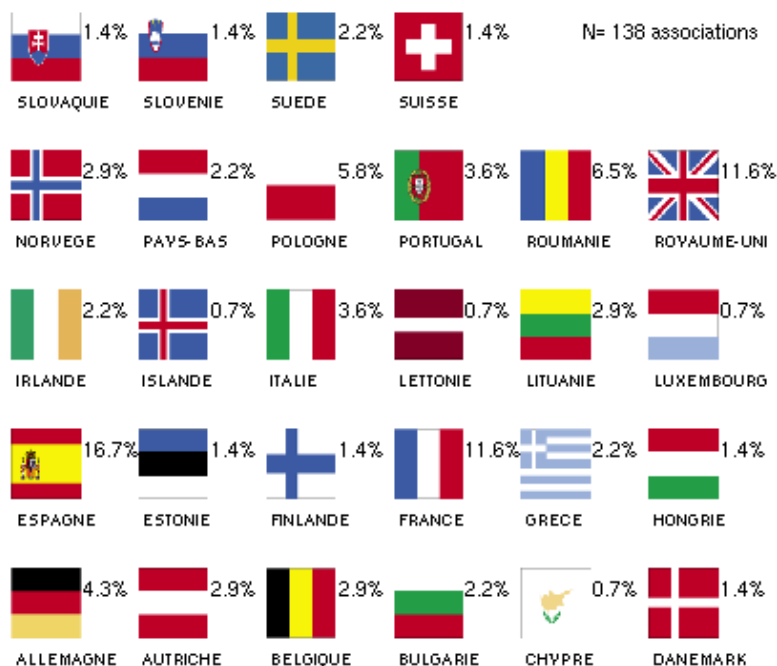 1.4% 1.4% 2.2% 1.4% N= 138 associations
SLOVAQUIE SLOVENIE SUEDE SUISSE
2.9% 2.2% 5.8% 3.6% 6.5% 11.6%
NORVEGE PAYS-BAS POLOGNE PORTUGAL ROUMANIE ROYAUME-UNI
2.2% 0.7% 3.6% 0.7% 2.9% 0.7%
IRLANDE ISLANDE ITALIE LETTONIE LITUANIE LUXEMBOURG
16.7% 1.4% 1.4% 11.6% 2.2% 1.4%
ESPAGNE ESTONIE FINLANDE FRANCE GRECE HONGRIE
4.3% 2.9% 2.9% 2.2% 0.7% 1.4%
ALLEMAGNE AUTRICHE BELGIQUE BULGARIE CHYPRE DANEMARK